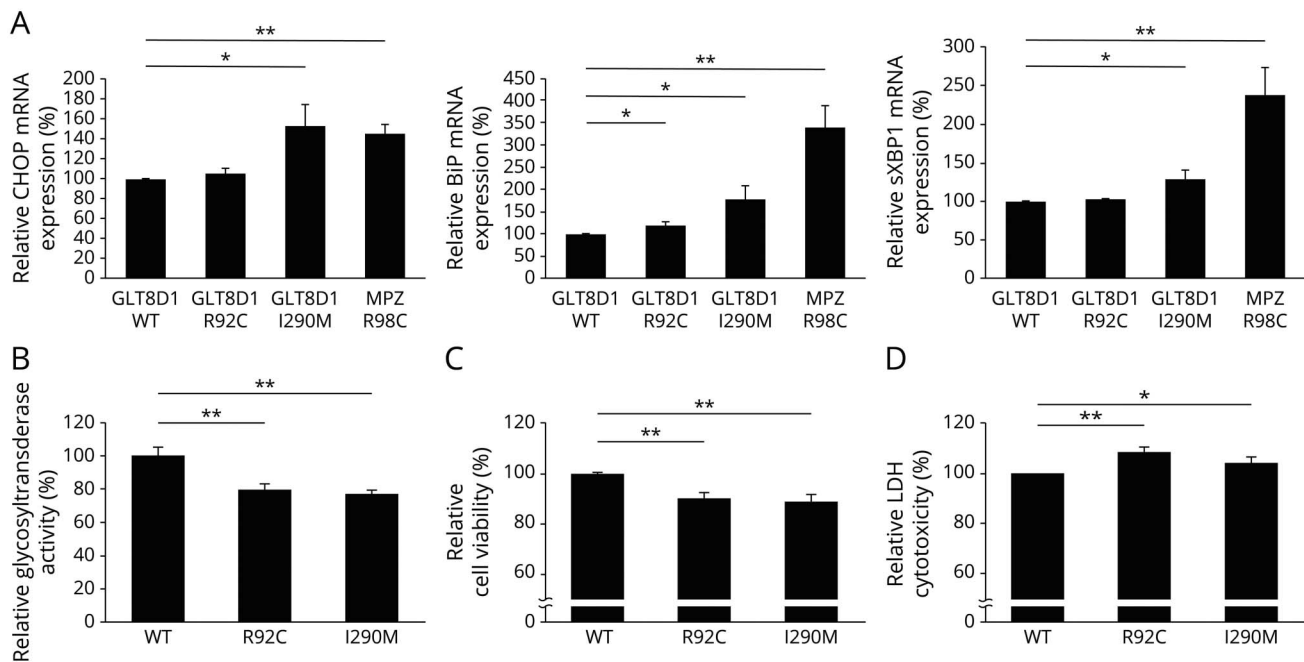 A
Relative CHOP mRNA
expression (%)
200
180
160
140
120
100
80
60
40
20
0
**
*
GLT8D1 GLT8D1 GLT8D1 MPZ
WT R92C I290M R98C
Relative BiP mRNA
expression (%)
450
400
350
300
250
200
150
100
50
0
**
*
*
GLT8D1 GLT8D1 GLT8D1 MPZ
WT R92C I290M R98C
Relative sXBP1 mRNA
expression (%)
300
250
200
150
100
50
0
**
*
GLT8D1 GLT8D1 GLT8D1 MPZ
WT R92C I290M R98C
B
Relative glycosyltransderase
activity (%)
120
100
80
60
40
20
0
**
**
WT R92C I290M
C
Relative
cell viability (%)
120
100
80
60
0
**
**
WT R92C I290M
D
Relative LDH
cytotoxicity (%)
120
100
80
60
0
*
**
WT R92C I290M